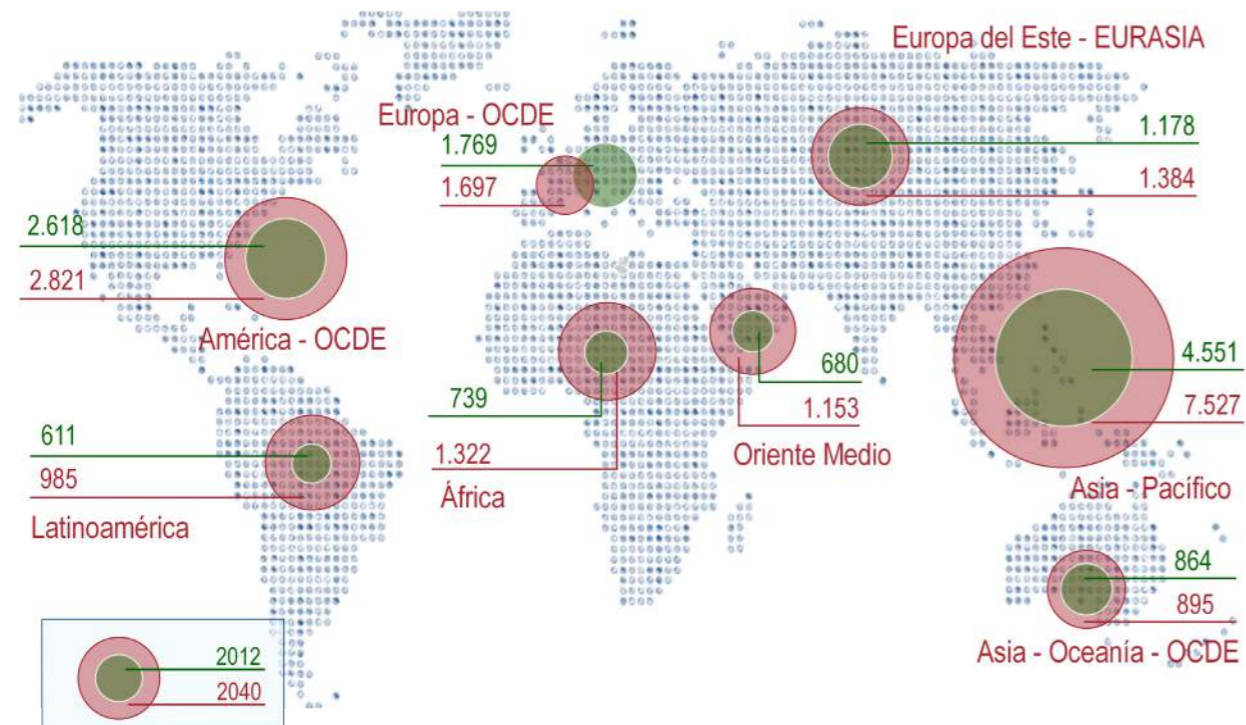 Europa del Este - EURASIA
1.178
1.384
Europa - OCDE
1.769
1.697
2.618
2.821
América - OCDE
611
985
Latinoamérica
739
1.322
África
680
1.153
Oriente Medio
4.551
7.527
Asia - Pacífico
864
895
Asia - Oceanía - OCDE
2012
2040